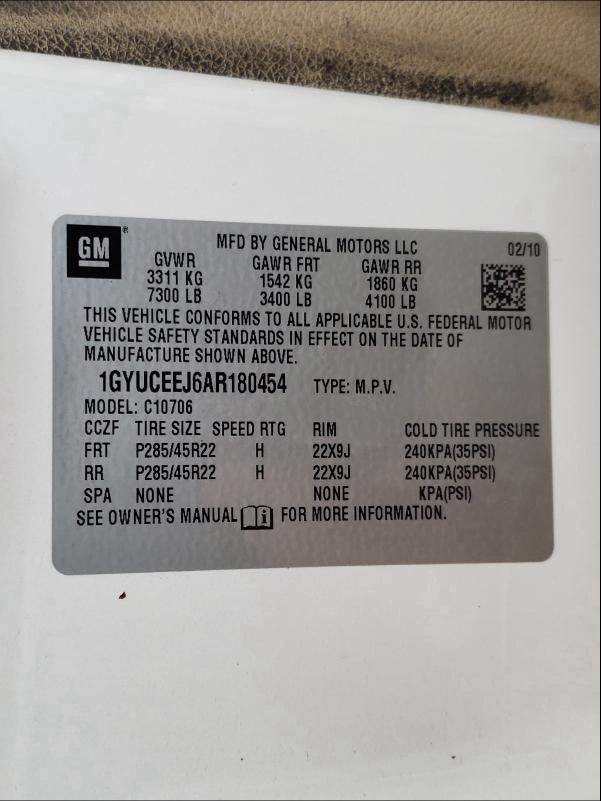 GM®
MFD BY GENERAL MOTORS LLC 02/10
GVWR GAWR FRT GAWR RR
3311 KG 1542 KG 1860 KG
7300 LB 3400 LB 4100 LB
THIS VEHICLE CONFORMS TO ALL APPLICABLE U.S. FEDERAL MOTOR
VEHICLE SAFETY STANDARDS IN EFFECT ON THE DATE OF
MANUFACTURE SHOWN ABOVE.
1GYUCEEJ6AR180454 TYPE: M.P.V.
MODEL: C10706
CCZF TIRE SIZE SPEED RTG RIM COLD TIRE PRESSURE
FRT P285/45R22 H 22X9J 240KPA(35PSI)
RR P285/45R22 H 22X9J 240KPA(35PSI)
SPA NONE NONE KPA(PSI)
SEE OWNER'S MANUAL i FOR MORE INFORMATION.